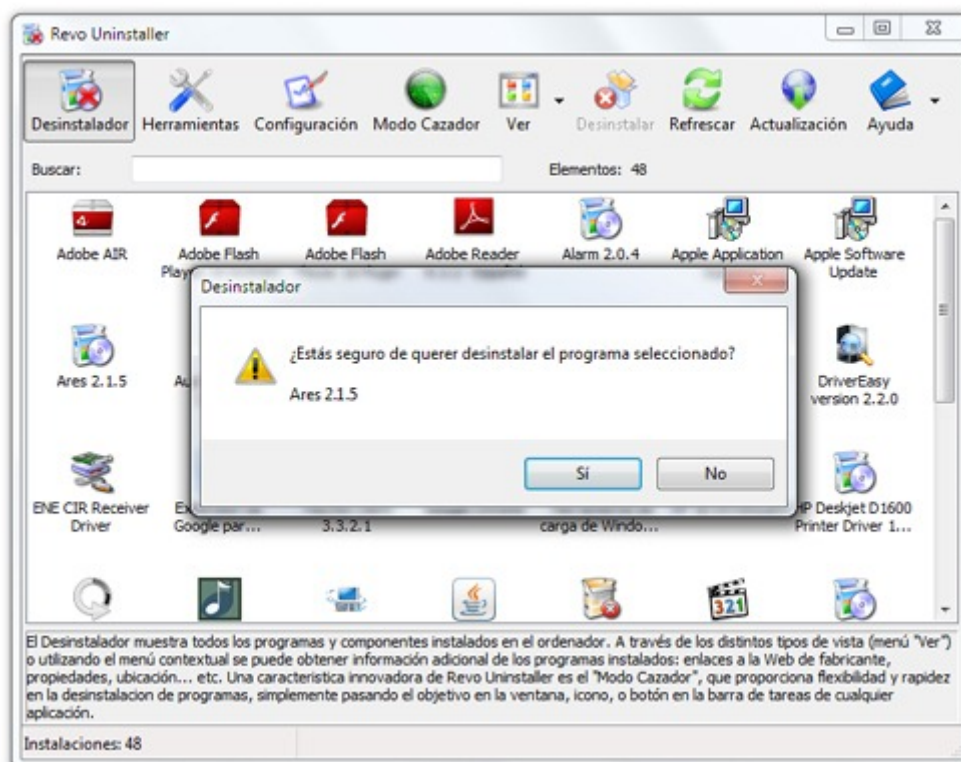 Revo Uninstaller
Desinstalador Herramientas Configuración Modo Cazador Ver Desinstalar Refrescar Actualización Ayuda
Buscar: Elementos: 48
Adobe AIR Adobe Flash Adobe Flash Adobe Reader Alarm 2.0.4 Apple Application Apple Software
Update
Desinstalador
¿Estás seguro de querer desinstalar el programa seleccionado?
Ares 2.1.5
Sí No
Ares 2.1.5 DriverEasy
version 2.2.0
ENE CIR Receiver HP Deskjet D1600
Driver Google par... 3.3.2.1 carga de Windo... Printer Driver 1...
321
El Desinstalador muestra todos los programas y componentes instalados en el ordenador. A través de los distintos tipos de vista (menú "Ver")
o utilizando el menú contextual se puede obtener información adicional de los programas instalados: enlaces a la Web de fabricante,
propiedades, ubicación... etc. Una caracteristica innovadora de Revo Uninstaller es el "Modo Cazador", que proporciona flexibilidad y rapidez
en la desinstalacion de programas, simplemente pasando el objetivo en la ventana, icono, o botón en la barra de tareas de cualquier
aplicación.
Instalaciones: 48